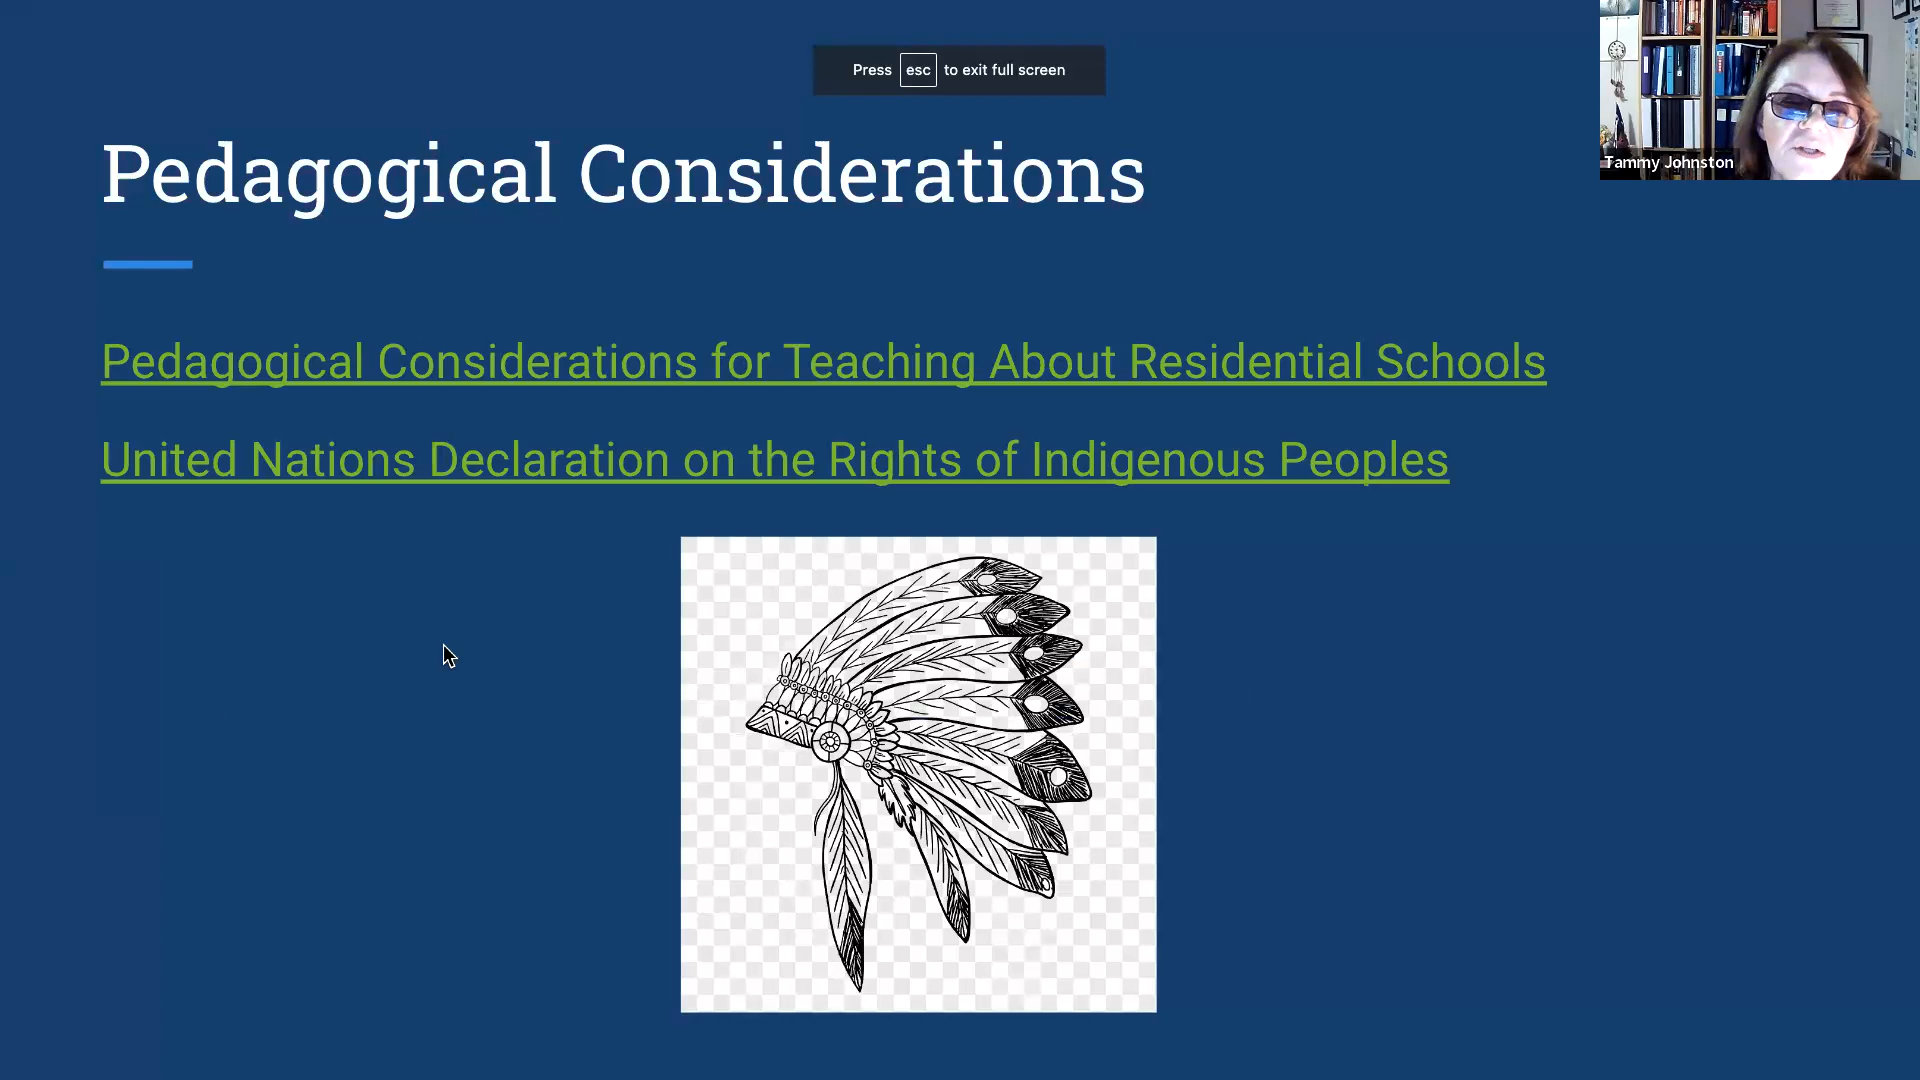 Press esc to exit full screen
Tammy Johnston
Pedagogical Considerations
Pedagogical Considerations for Teaching About Residential Schools
United Nations Declaration on the Rights of Indigenous Peoples